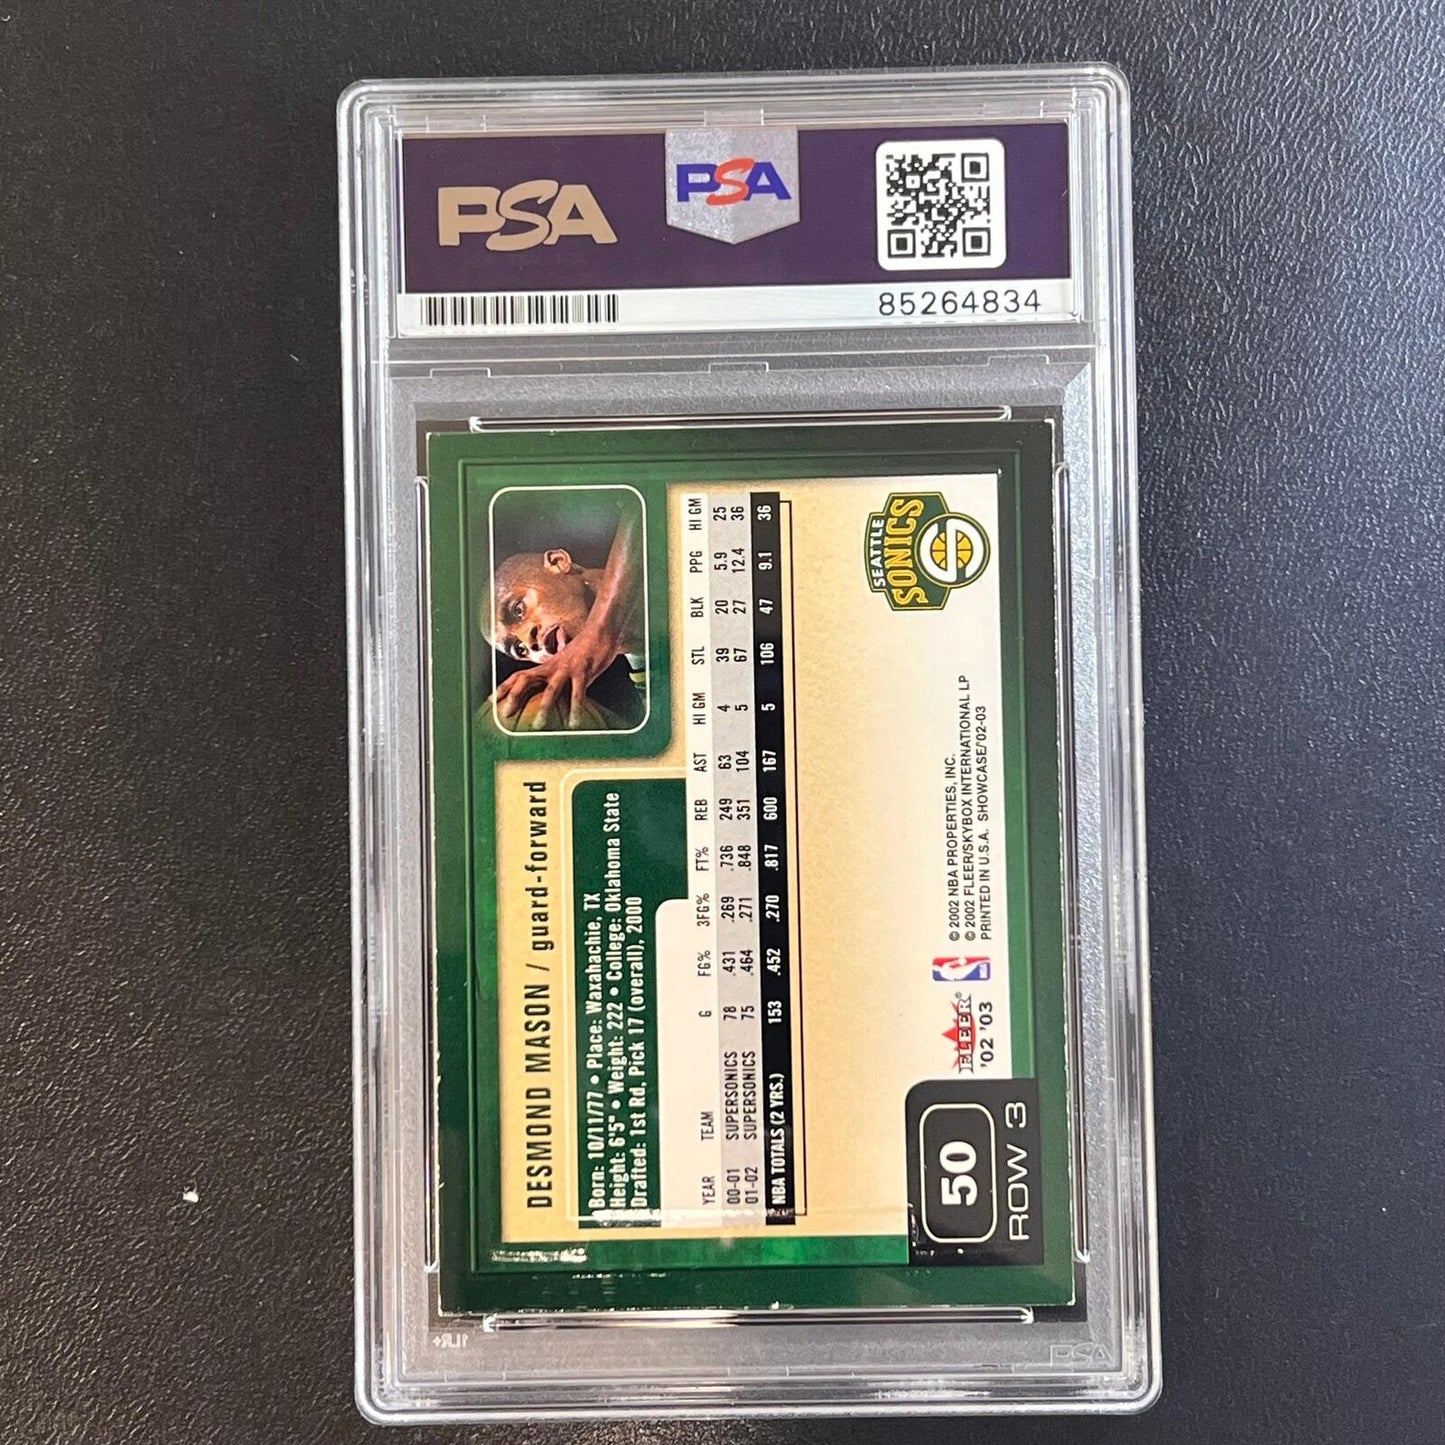 PSA
PSA
85264834
DESMOND MASON / guard-forward
Born: 10/11/77 • Place: Waxahachie, TX
Height: 6'5" • Weight: 222 • College: Oklahoma State
Drafted: 1st Rd, Pick 17 (overall), 2000
YEAR TEAM G FG% 3FG% FT% REB AST HI GM STL BLK PPG HI GM
00-01 SUPERSONICS 78 .431 .269 .736 249 63 4 39 20 5.9 25
01-02 SUPERSONICS 75 .464 .271 .848 351 104 5 67 27 12.4 36
NBA TOTALS (2 YRS.) 153 .452 .270 .817 600 167 5 106 47 9.1 36
SEATTLE
SONICS
© 2002 NBA PROPERTIES, INC.
© 2002 FLEER/SKYBOX INTERNATIONAL LP
PRINTED IN U.S.A. SHOWCASE/'02-03
FLEER®
'02 '03
50
ROW 3
PSA